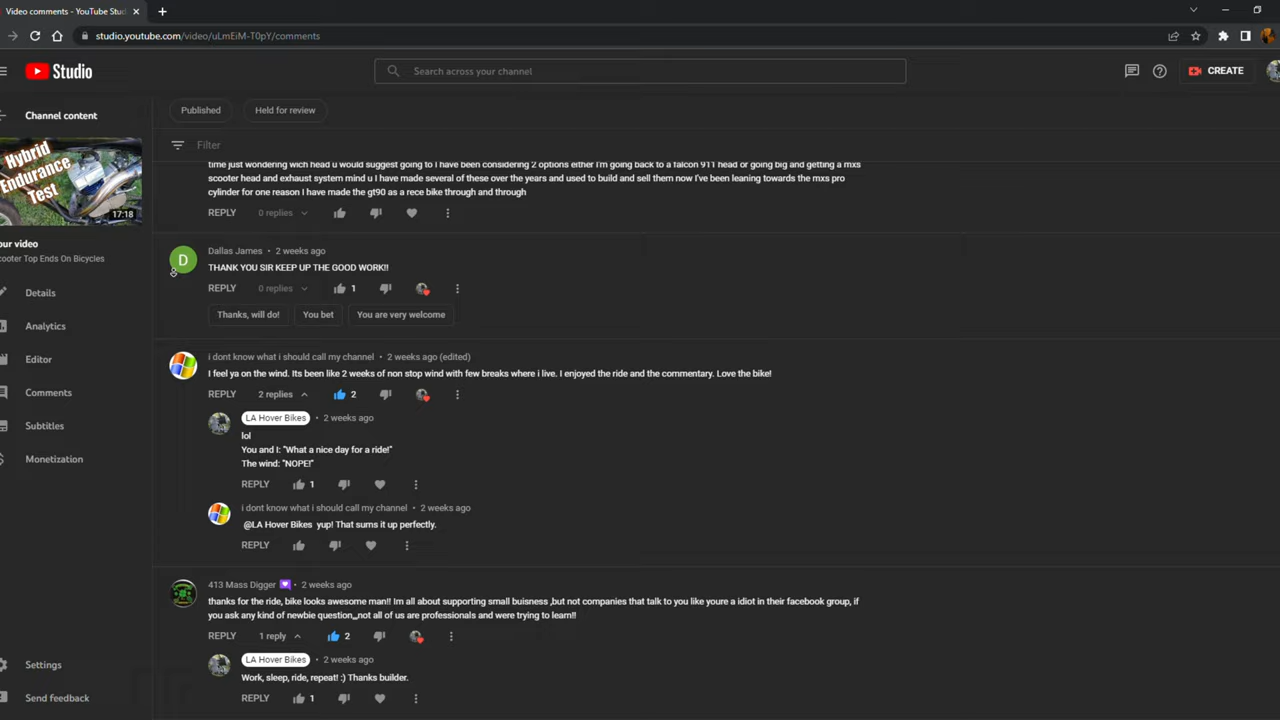 Video comments - YouTube Stud
studio.youtube.com/video/uLmEiM-T0pY/comments
Studio
Search across your channel
CREATE
Channel content
Published
Held for review
Filter
Hybrid
Endurance
Test
17:18
our video
cooter Top Ends On Bicycles
Details
Analytics
Editor
Comments
Subtitles
Monetization
Settings
Send feedback
time just wondering wich head u would suggest going to I have been considering 2 options either I'm going back to a falcon 911 head or going big and getting a mxs
scooter head and exhaust system mind u I have made several of these over the years and used to build and sell them now I've been leaning towards the mxs pro
cylinder for one reason I have made the gt90 as a rece bike through and through
REPLY 0 replies
D
Dallas James • 2 weeks ago
THANK YOU SIR KEEP UP THE GOOD WORK!!
REPLY 0 replies 1
Thanks, will do! You bet You are very welcome
i dont know what i should call my channel • 2 weeks ago (edited)
I feel ya on the wind. Its been like 2 weeks of non stop wind with few breaks where i live. I enjoyed the ride and the commentary. Love the bike!
REPLY 2 replies 2
LA Hover Bikes • 2 weeks ago
lol
You and I: "What a nice day for a ride!"
The wind: "NOPE!"
REPLY 1
i dont know what i should call my channel • 2 weeks ago
@LA Hover Bikes yup! That sums it up perfectly.
REPLY
413 Mass Digger • 2 weeks ago
thanks for the ride, bike looks awesome man!! Im all about supporting small buisness ,but not companies that talk to you like youre a idiot in their facebook group, if
you ask any kind of newbie question,,,not all of us are professionals and were trying to learn!!
REPLY 1 reply 2
LA Hover Bikes • 2 weeks ago
Work, sleep, ride, repeat! :) Thanks builder.
REPLY 1